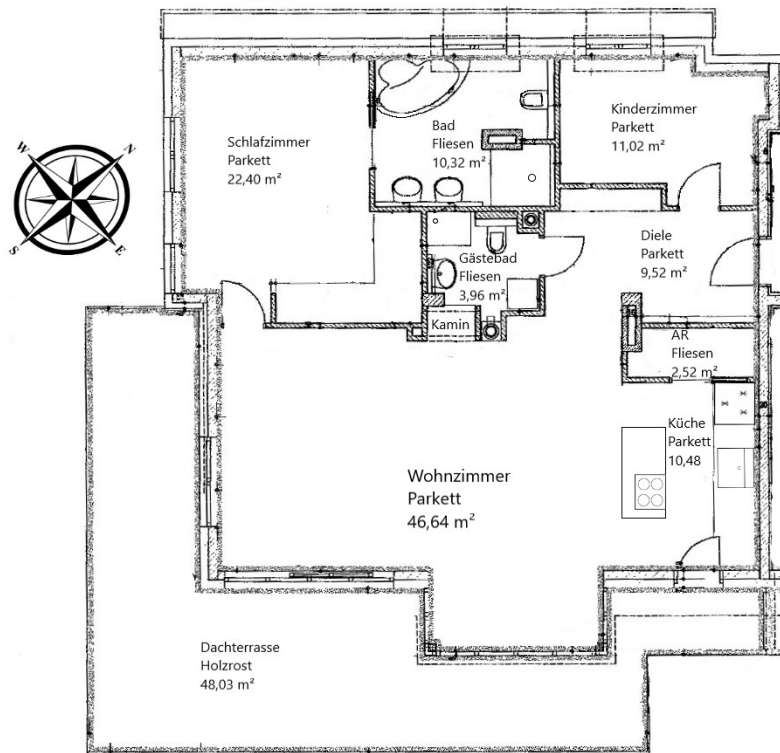 Schlafzimmer
Parkett
22,40 m²
Bad
Fliesen
10,32 m²
Kinderzimmer
Parkett
11,02 m²
W
N
S
E
Gästebad
Fliesen
3,96 m²
Diele
Parkett
9,52 m²
Kamin
AR
Fliesen
2,52 m²
Küche
Parkett
10,48
Wohnzimmer
Parkett
46,64 m²
Dachterrasse
Holzrost
48,03 m²